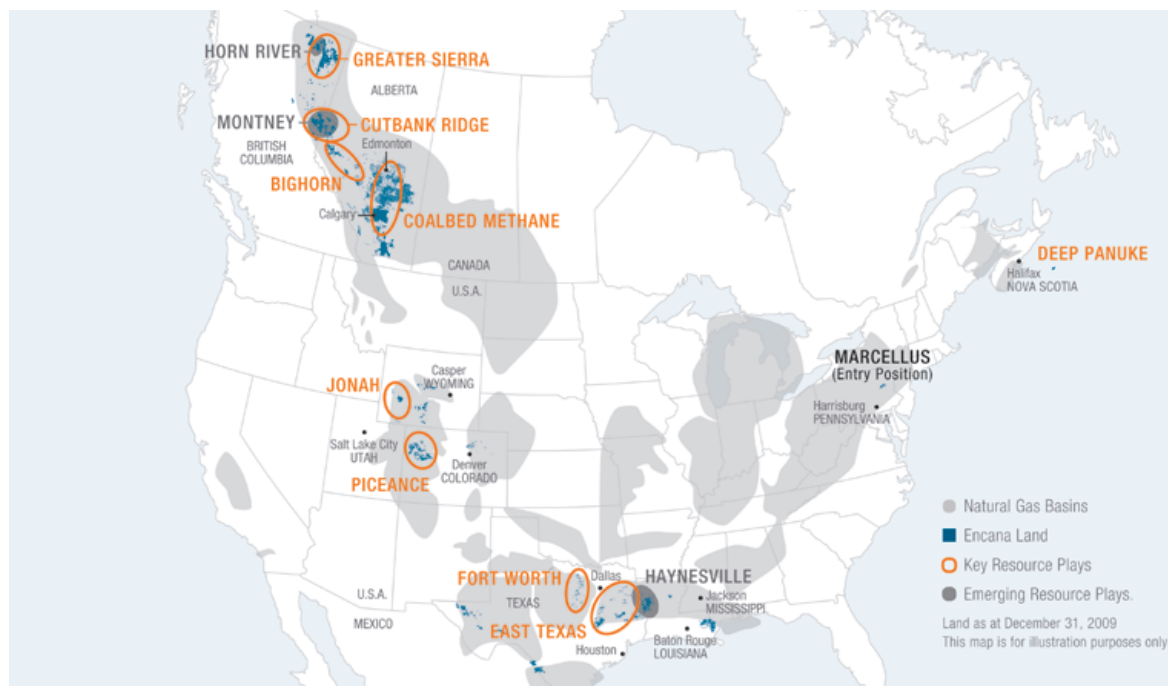 HORN RIVER
GREATER SIERRA
ALBERTA
MONTNEY
CUTBANK RIDGE
BRITISH
COLUMBIA
Edmonton
BIGHORN
Calgary
COALBED METHANE
CANADA
U.S.A.
DEEP PANUKE
Halifax
NOVA SCOTIA
MARCELLUS
(Entry Position)
Harrisburg
PENNSYLVANIA
JONAH
Casper
WYOMING
Salt Lake City
UTAH
Denver
COLORADO
PICEANCE
FORT WORTH
Dallas
HAYNESVILLE
U.S.A.
MEXICO
TEXAS
Jackson
MISSISSIPPI
EAST TEXAS
Houston
Baton Rouge
LOUISIANA
Natural Gas Basins
Encana Land
Key Resource Plays
Emerging Resource Plays.
Land as at December 31, 2009
This map is for illustration purposes only